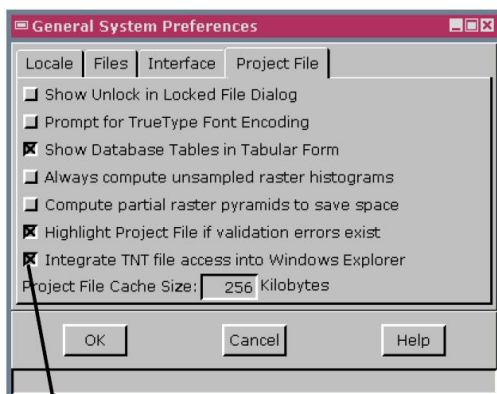 General System Preferences
Locale Files Interface Project File
Show Unlock in Locked File Dialog
Prompt for TrueType Font Encoding
Show Database Tables in Tabular Form
Always compute unsampled raster histograms
Compute partial raster pyramids to save space
Highlight Project File if validation errors exist
Integrate TNT file access into Windows Explorer
Project File Cache Size: 256 Kilobytes
OK Cancel Help